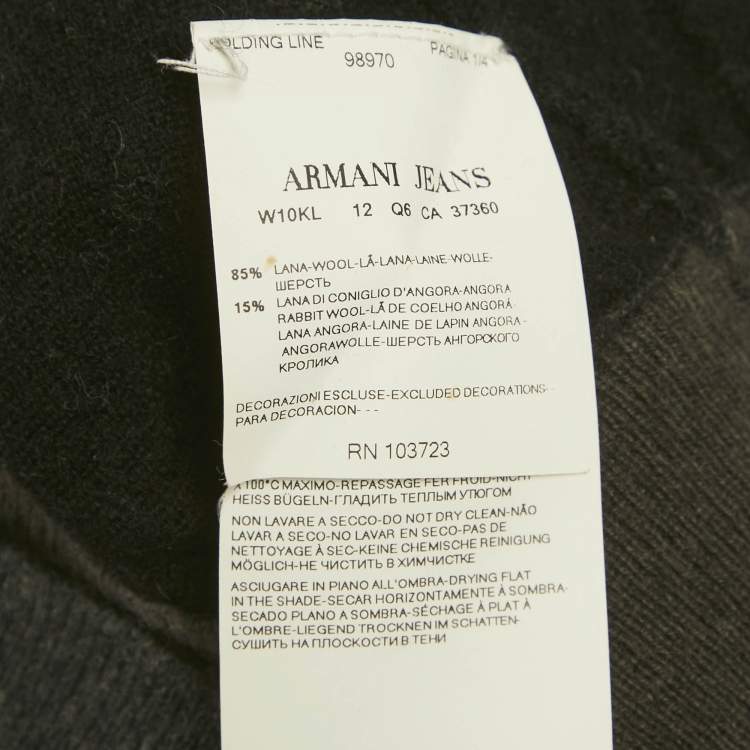 FOLDING LINE
98970
PAGINA 1/4
ARMANI JEANS
W10KL 12 Q6 CA 37360
85% LANA-WOOL-LÃ-LANA-LAINE-WOLLE-
ШЕРСТЬ
15% LANA DI CONIGLIO D'ANGORA-ANGORA
RABBIT WOOL-LÃ DE COELHO ANGORÁ-
LANA ANGORA-LAINE DE LAPIN ANGORA-
ANGORAWOLLE-ШЕРСТЬ АНГОРСКОГО
КРОЛИКА
DECORAZIONI ESCLUSE-EXCLUDED DECORATIONS-
PARA DECORACION- - -
RN 103723
A 100°C MAXIMO-REPASSAGE FER FROID-NICHT
HEISS BÜGELN-ГЛАДИТЬ ТЕПЛЫМ УТЮГОМ
NON LAVARE A SECCO-DO NOT DRY CLEAN-NÃO
LAVAR A SECO-NO LAVAR EN SECO-PAS DE
NETTOYAGE À SEC-KEINE CHEMISCHE REINIGUNG
MÖGLICH-НЕ ЧИСТИТЬ В ХИМЧИСТКЕ
ASCIUGARE IN PIANO ALL'OMBRA-DRYING FLAT
IN THE SHADE-SECAR HORIZONTAMENTE À SOMBRA-
SECADO PLANO A SOMBRA-SÉCHAGE À PLAT À
L'OMBRE-LIEGEND TROCKNEN IM SCHATTEN-
СУШИТЬ НА ПЛОСКОСТИ В ТЕНИ